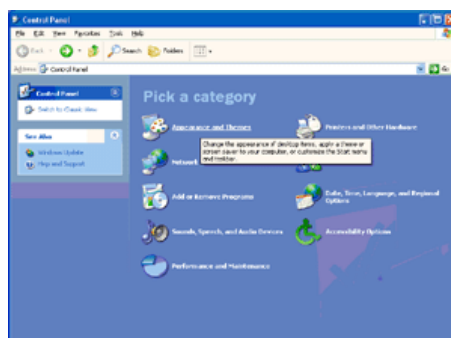 Control Panel
File Edit View Favorites Tools Help
Back Search Folders
Address Control Panel Go
Control Panel
Switch to Classic View
See Also
Windows Update
Help and Support
Pick a category
Appearance and Themes
Printers and Other Hardware
Change the appearance of desktop items, apply a theme or
screen saver to your computer, or customize the Start menu
and taskbar.
Network
Add or Remove Programs
Date, Time, Language, and Regional
Options
Sounds, Speech, and Audio Devices
Accessibility Options
Performance and Maintenance